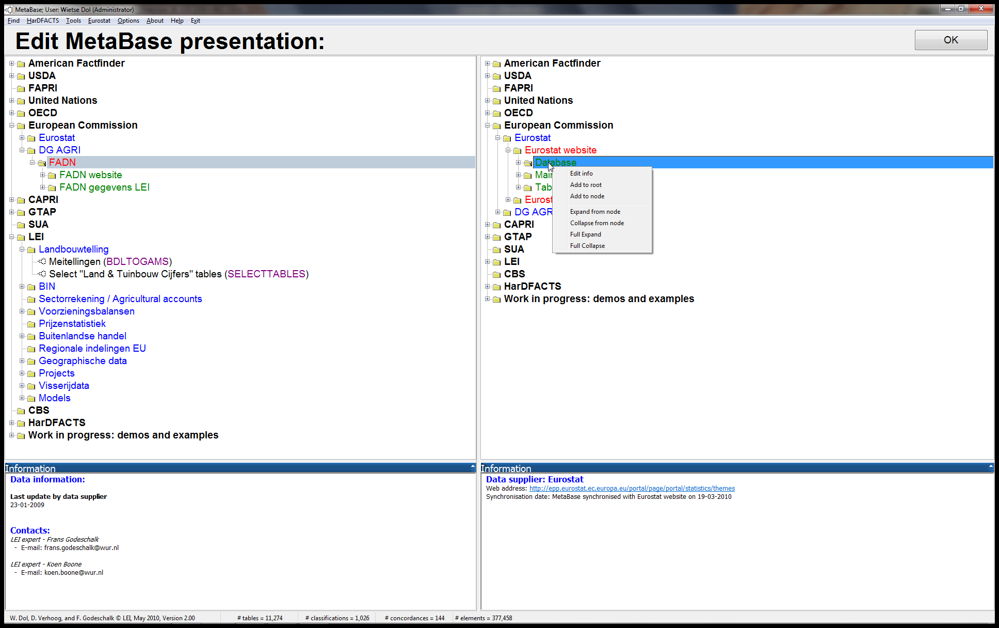 MetaBase; User: Wietse Dol (Administrator)
Find HarDFACTS Tools Eurostat Options About Help Exit
Edit MetaBase presentation:
OK
American Factfinder
USDA
FAPRI
United Nations
OECD
European Commission
Eurostat
DG AGRI
FADN
FADN website
FADN gegevens LEI
CAPRI
GTAP
SUA
LEI
Landbouwtelling
Meitellingen (BDLTOGAMS)
Select "Land & Tuinbouw Cijfers" tables (SELECTTABLES)
BIN
Sectorrekening / Agricultural accounts
Voorzieningsbalansen
Prijzenstatistiek
Buitenlandse handel
Regionale indelingen EU
Geographische data
Projects
Visserijdata
Models
CBS
HarDFACTS
Work in progress: demos and examples
American Factfinder
USDA
FAPRI
United Nations
OECD
European Commission
Eurostat
Eurostat website
Database
Mair
Tab
Eurost
DG AGR
CAPRI
GTAP
SUA
LEI
CBS
HarDFACTS
Work in progress: demos and examples
Edit info
Add to root
Add to node
Expand from node
Collapse from node
Full Expand
Full Collapse
Information
Data information:
Last update by data supplier
23-01-2009
Contacts:
LEI expert - Frans Godeschalk
- E-mail: frans.godeschalk@wur.nl
LEI expert - Koen Boone
- E-mail: koen.boone@wur.nl
Information
Data supplier: Eurostat
Web address: http://epp.eurostat.ec.europa.eu/portal/page/portal/statistics/themes
Synchronisation date: MetaBase synchronised with Eurostat website on 19-03-2010
W. Dol, D. Verhoog, and F. Godeschalk © LEI, May 2010, Version 2.00 # tables = 11,274 # classifications = 1,026 # concordances = 144 # elements = 377,458